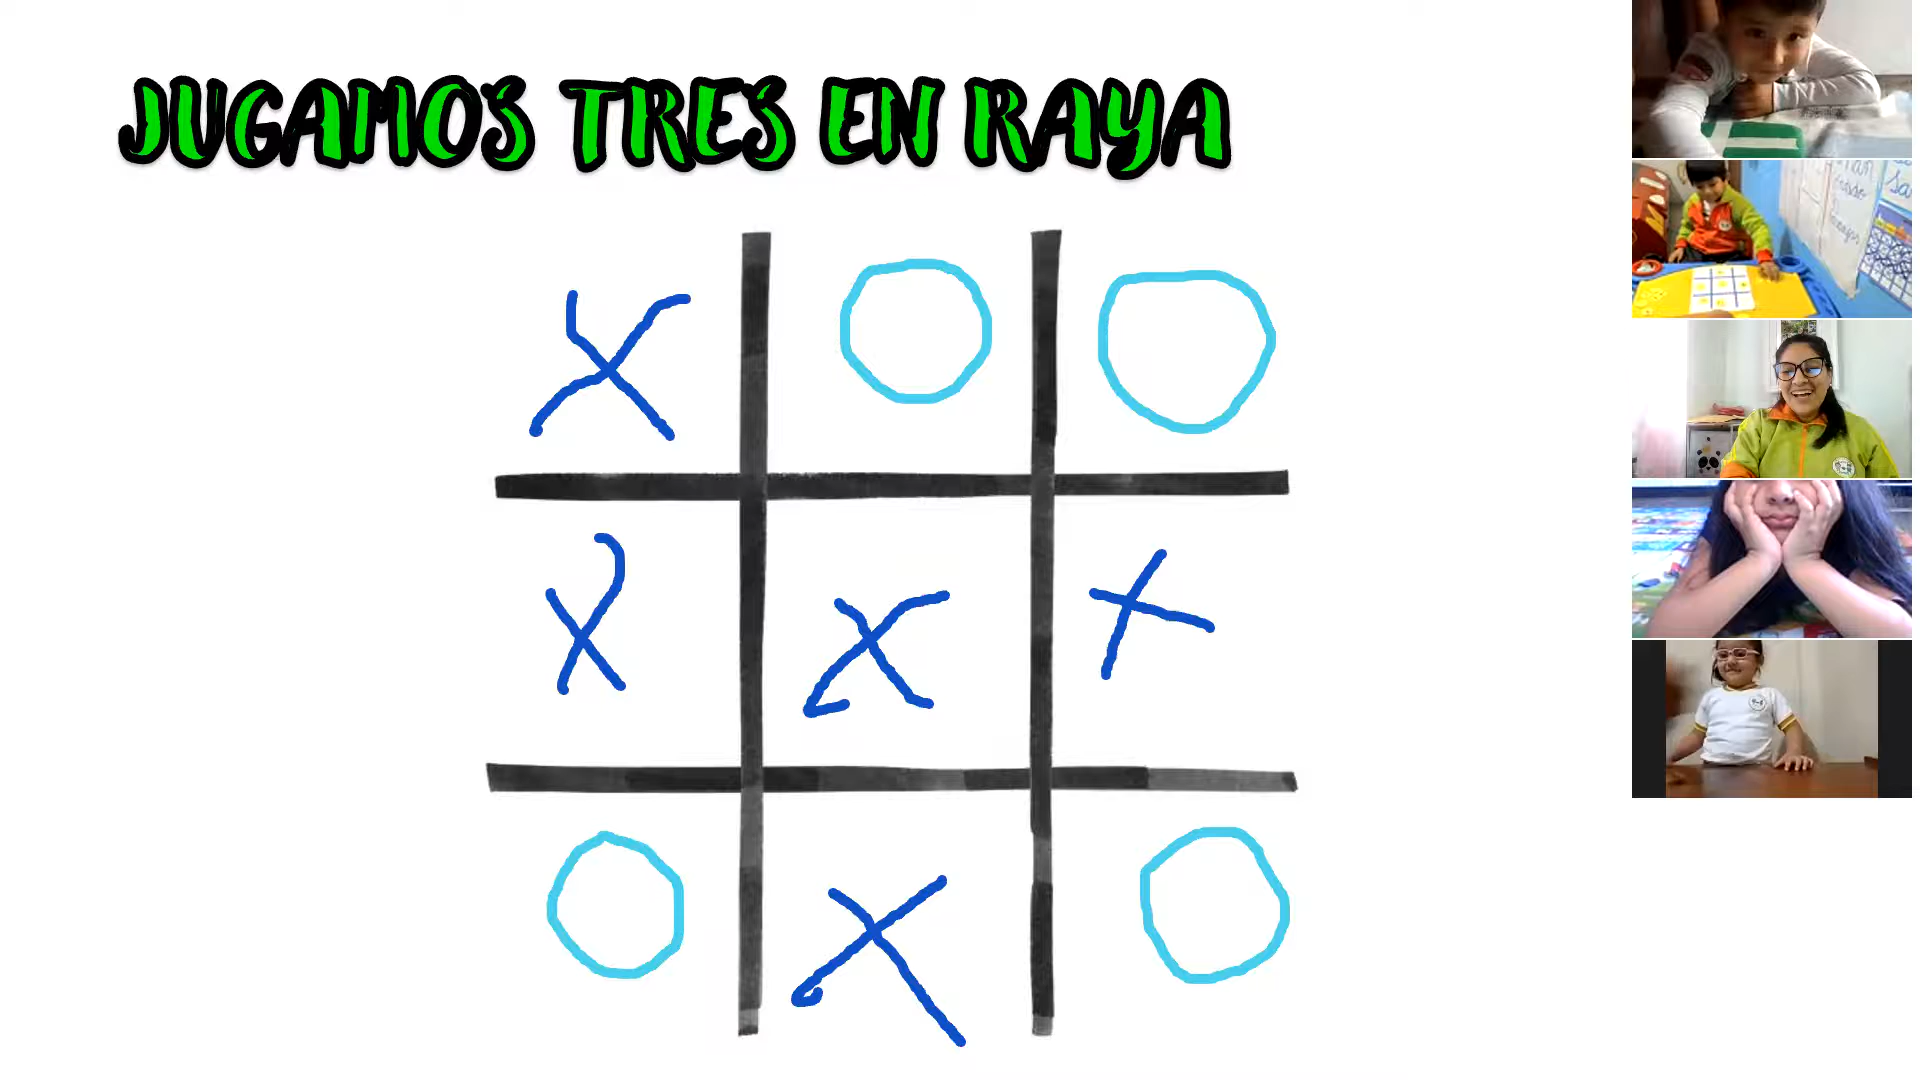 JUGAMOS TRES EN RAYA
X O O
X X X
O X O